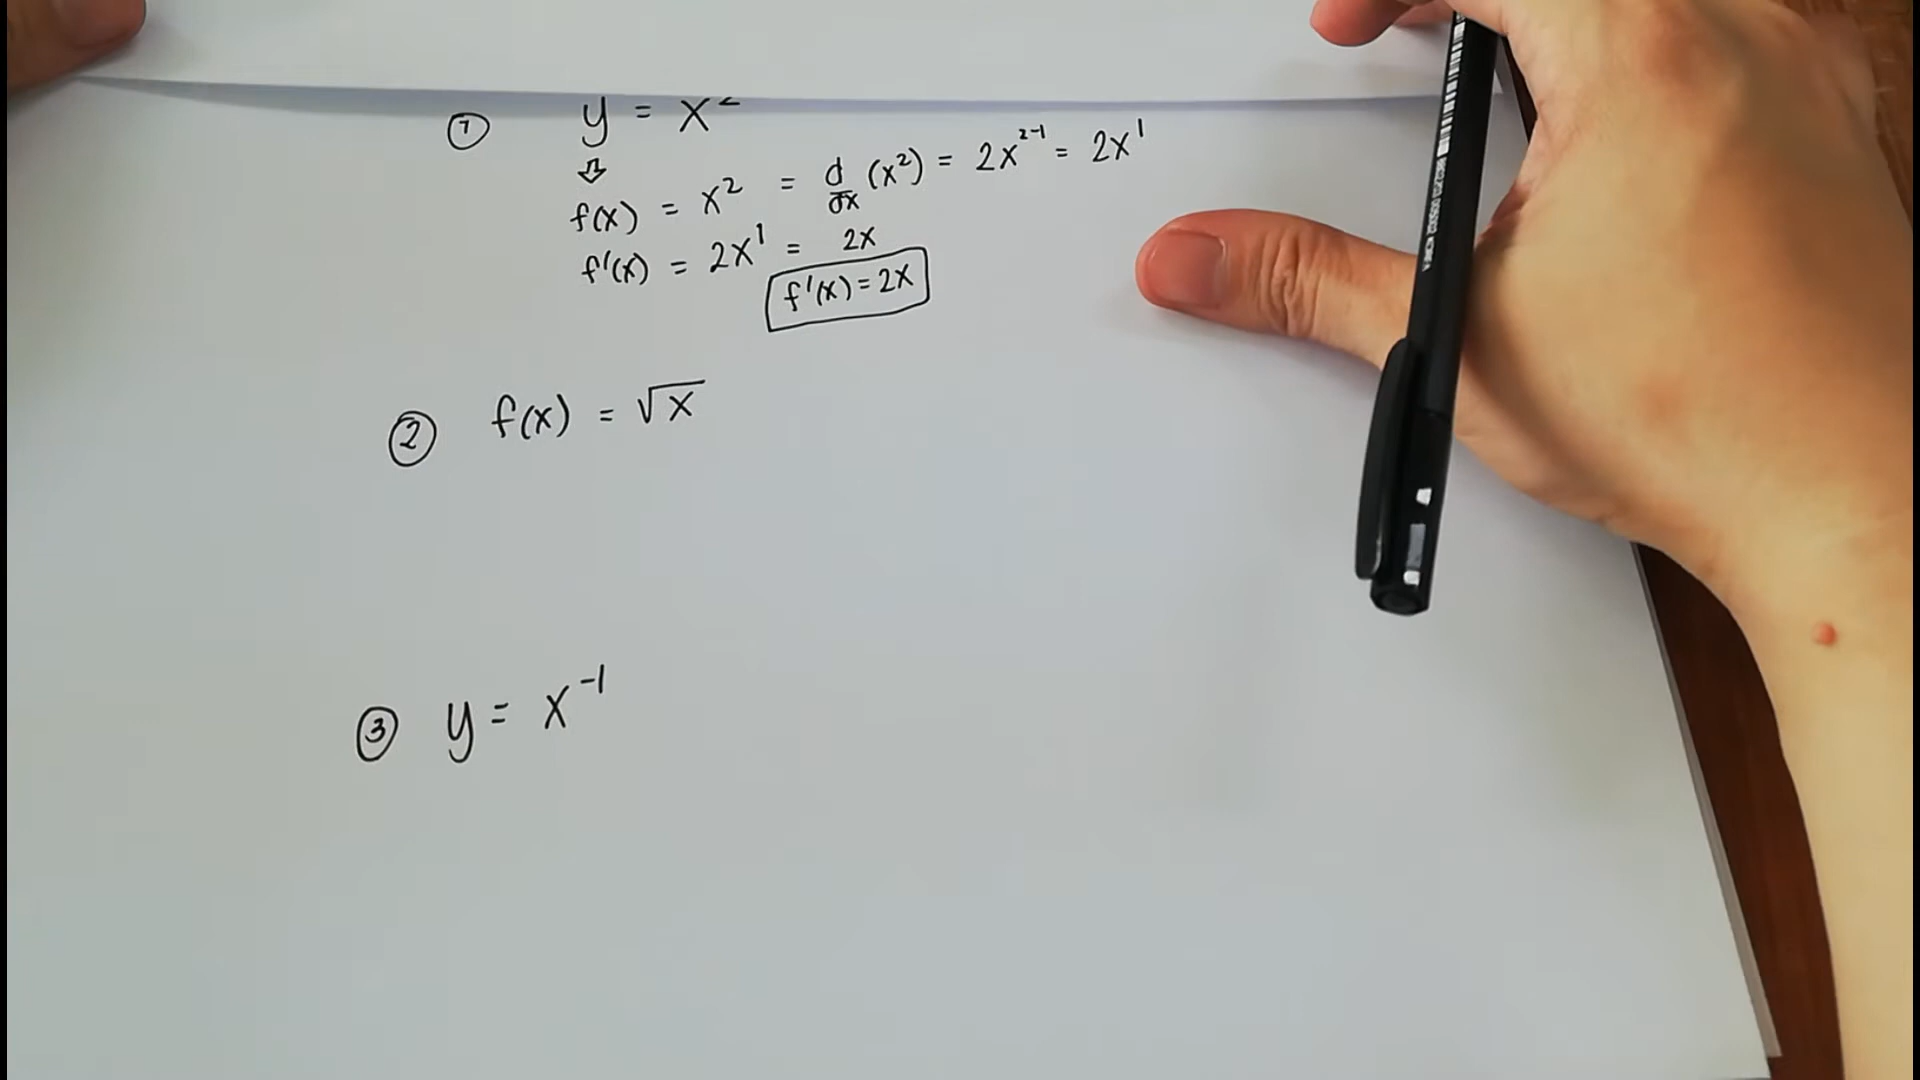 ① y = x²
⇩
f(x) = x² = d/dx (x²) = 2x²⁻¹ = 2x¹
f'(x) = 2x¹ = 2x
f'(x) = 2x
② f(x) = √x
③ y = x⁻¹